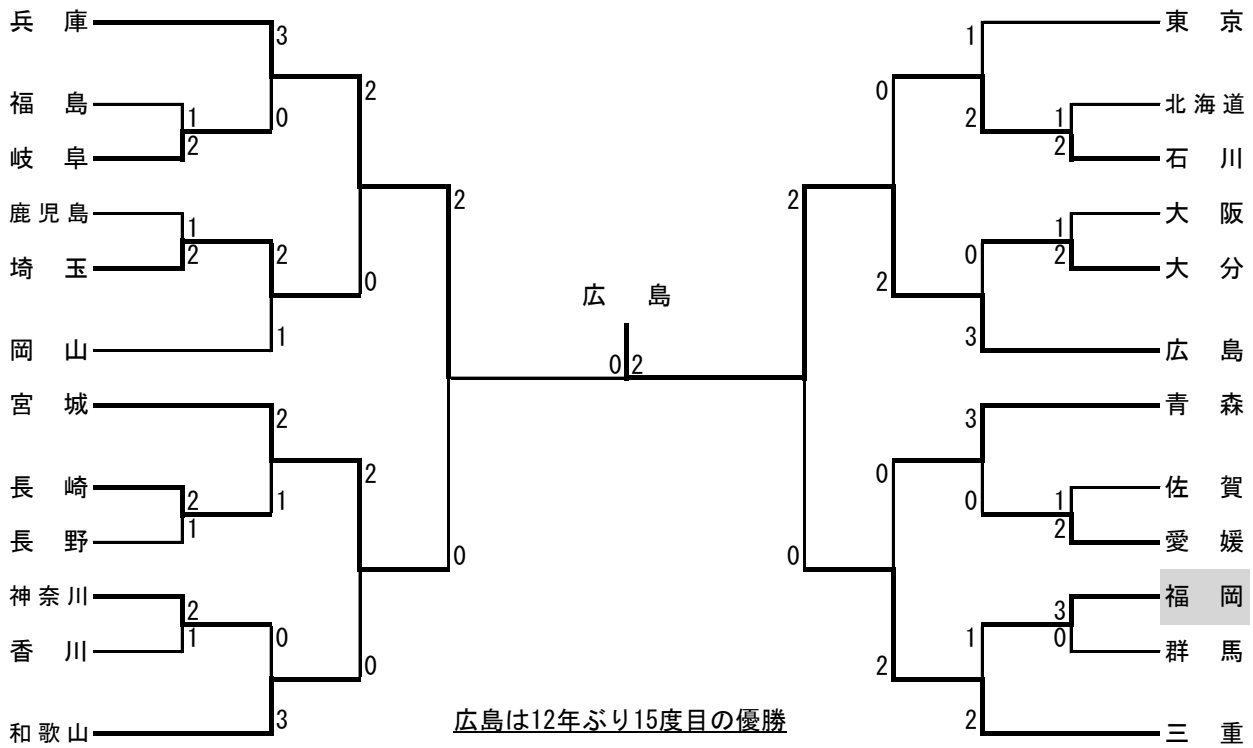 兵庫
3
2
福島
1
0
岐阜
2
2
鹿児島
1
埼玉
2
2
0
岡山
1
宮城
2
2
長崎
2
1
長野
1
0
神奈川
2
香川
1
0
0
和歌山
3
広島
0 2
東京
1
0
北海道
1
2
石川
2
2
大阪
1
0
大分
2
2
広島
3
青森
3
0
佐賀
1
0
愛媛
2
0
福岡
3
1
群馬
0
2
三重
2
広島は12年ぶり15度目の優勝